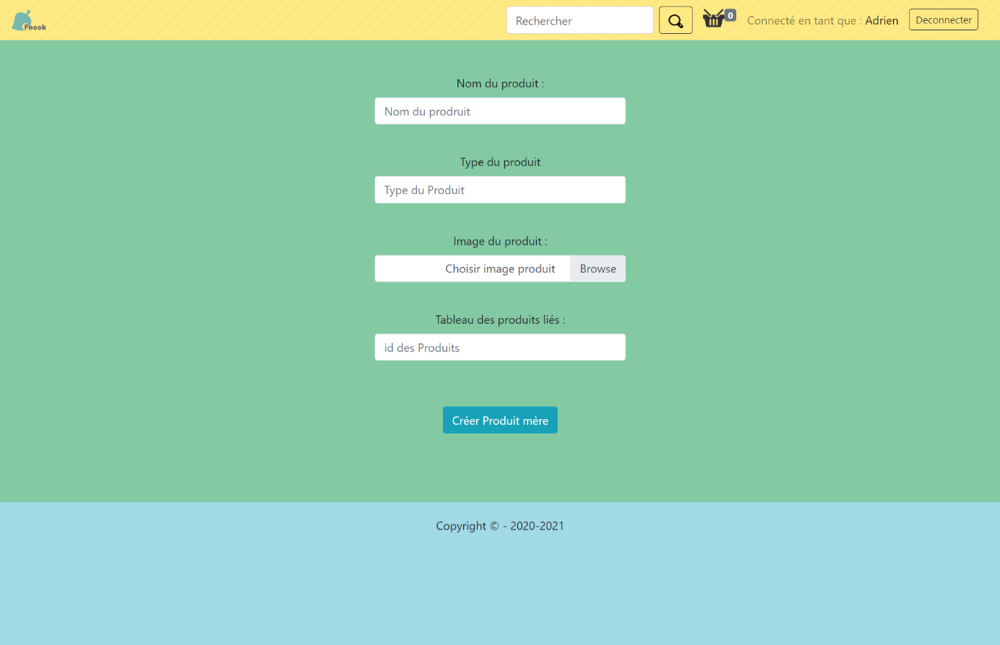 Fnook
Rechercher
0
Connecté en tant que : Adrien
Deconnecter
Nom du produit :
Nom du prodruit
Type du produit
Type du Produit
Image du produit :
Choisir image produit
Browse
Tableau des produits liés :
id des Produits
Créer Produit mère
Copyright © - 2020-2021